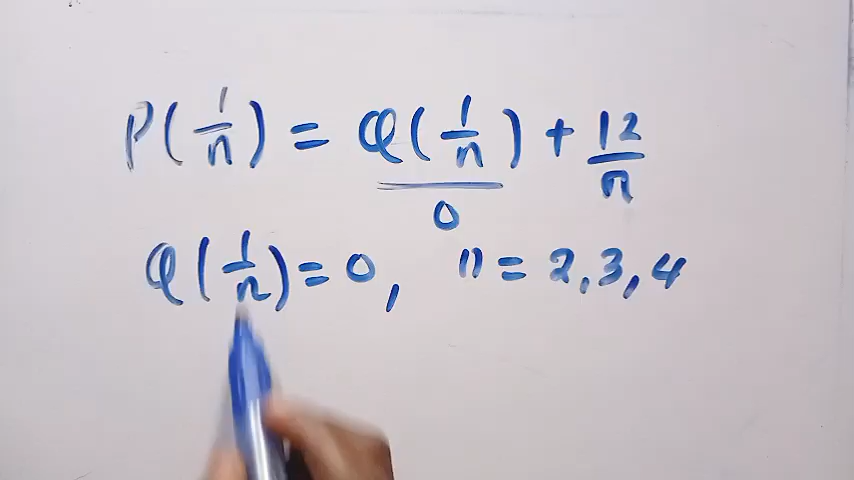 P(1/n) = Q(1/n) + 12/n
0
Q(1/n) = 0, n = 2,3,4